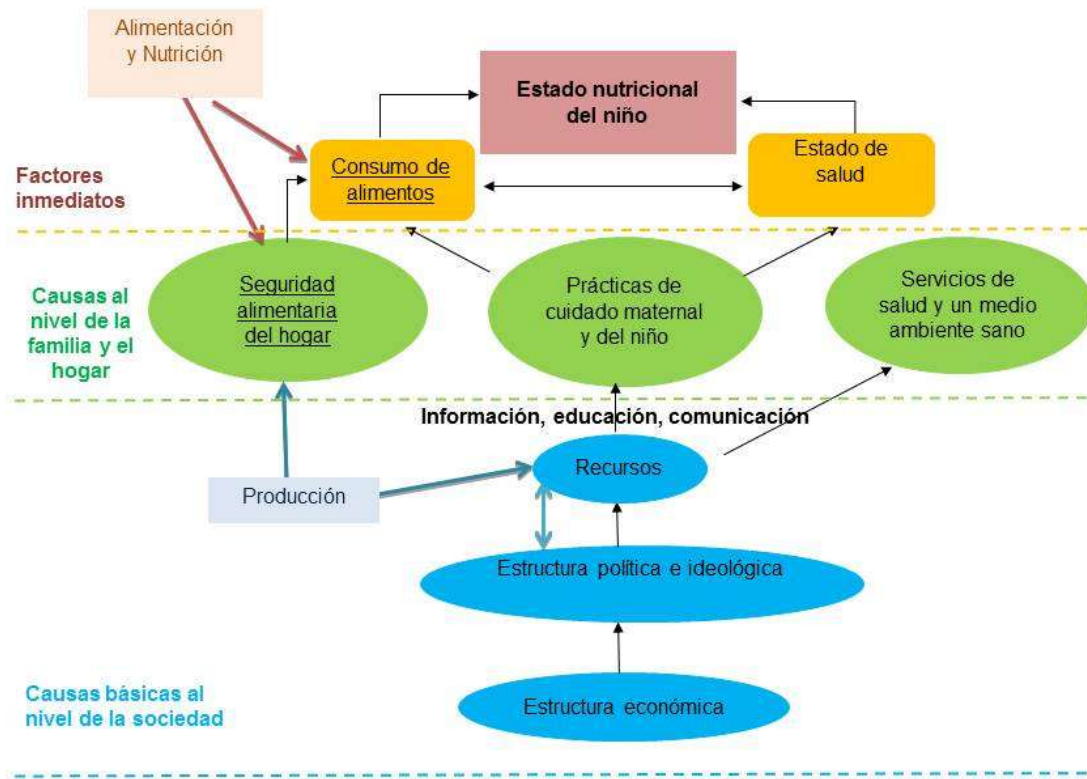 Alimentación
y Nutrición
Estado nutricional
del niño
Consumo de
alimentos
Estado de
salud
Factores
inmediatos
Causas al
nivel de la
familia y el
hogar
Seguridad
alimentaria
del hogar
Prácticas de
cuidado maternal
y del niño
Servicios de
salud y un medio
ambiente sano
Información, educación, comunicación
Recursos
Producción
Estructura política e ideológica
Causas básicas al
nivel de la sociedad
Estructura económica